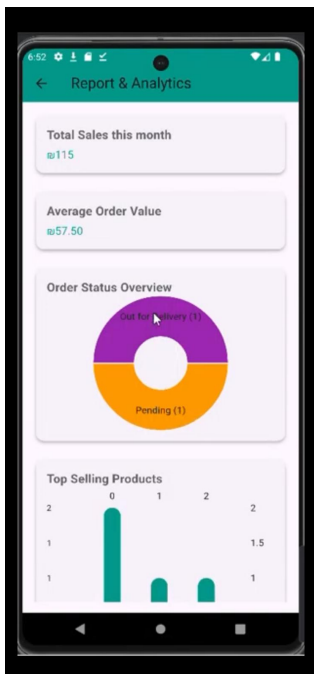 6:52
Report & Analytics
Total Sales this month
₪115
Average Order Value
₪57.50
Order Status Overview
Out for Delivery (1)
Pending (1)
Top Selling Products
0 1 2
2 2
1 1.5
1 1